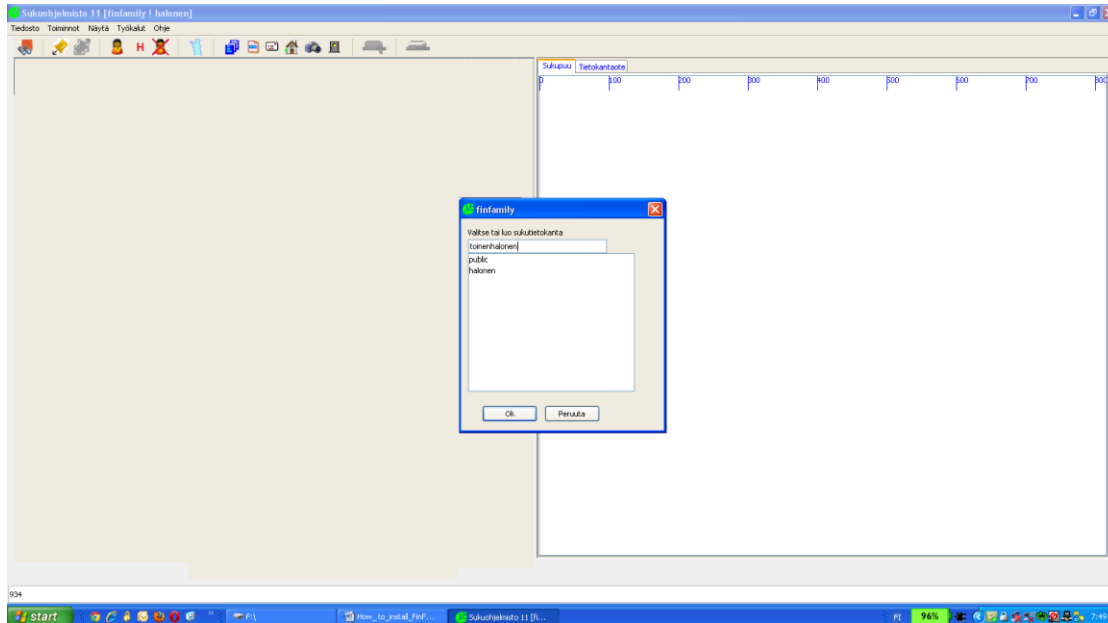 Sukuohjelmisto 11 [finfamily ! halonen]
Tiedosto Toiminnot Näytä Työkalut Ohje
H
Sukupuu Tietokantaote
0 100 200 300 400 500 600 700 800
finfamily
Valitse tai luo sukutietokanta
toinenhalonen
public
halonen
Ok Peruuta
934
start F:\ How_to_install_FinF... Sukuohjelmisto 11 [fi... FI 96% 7:49